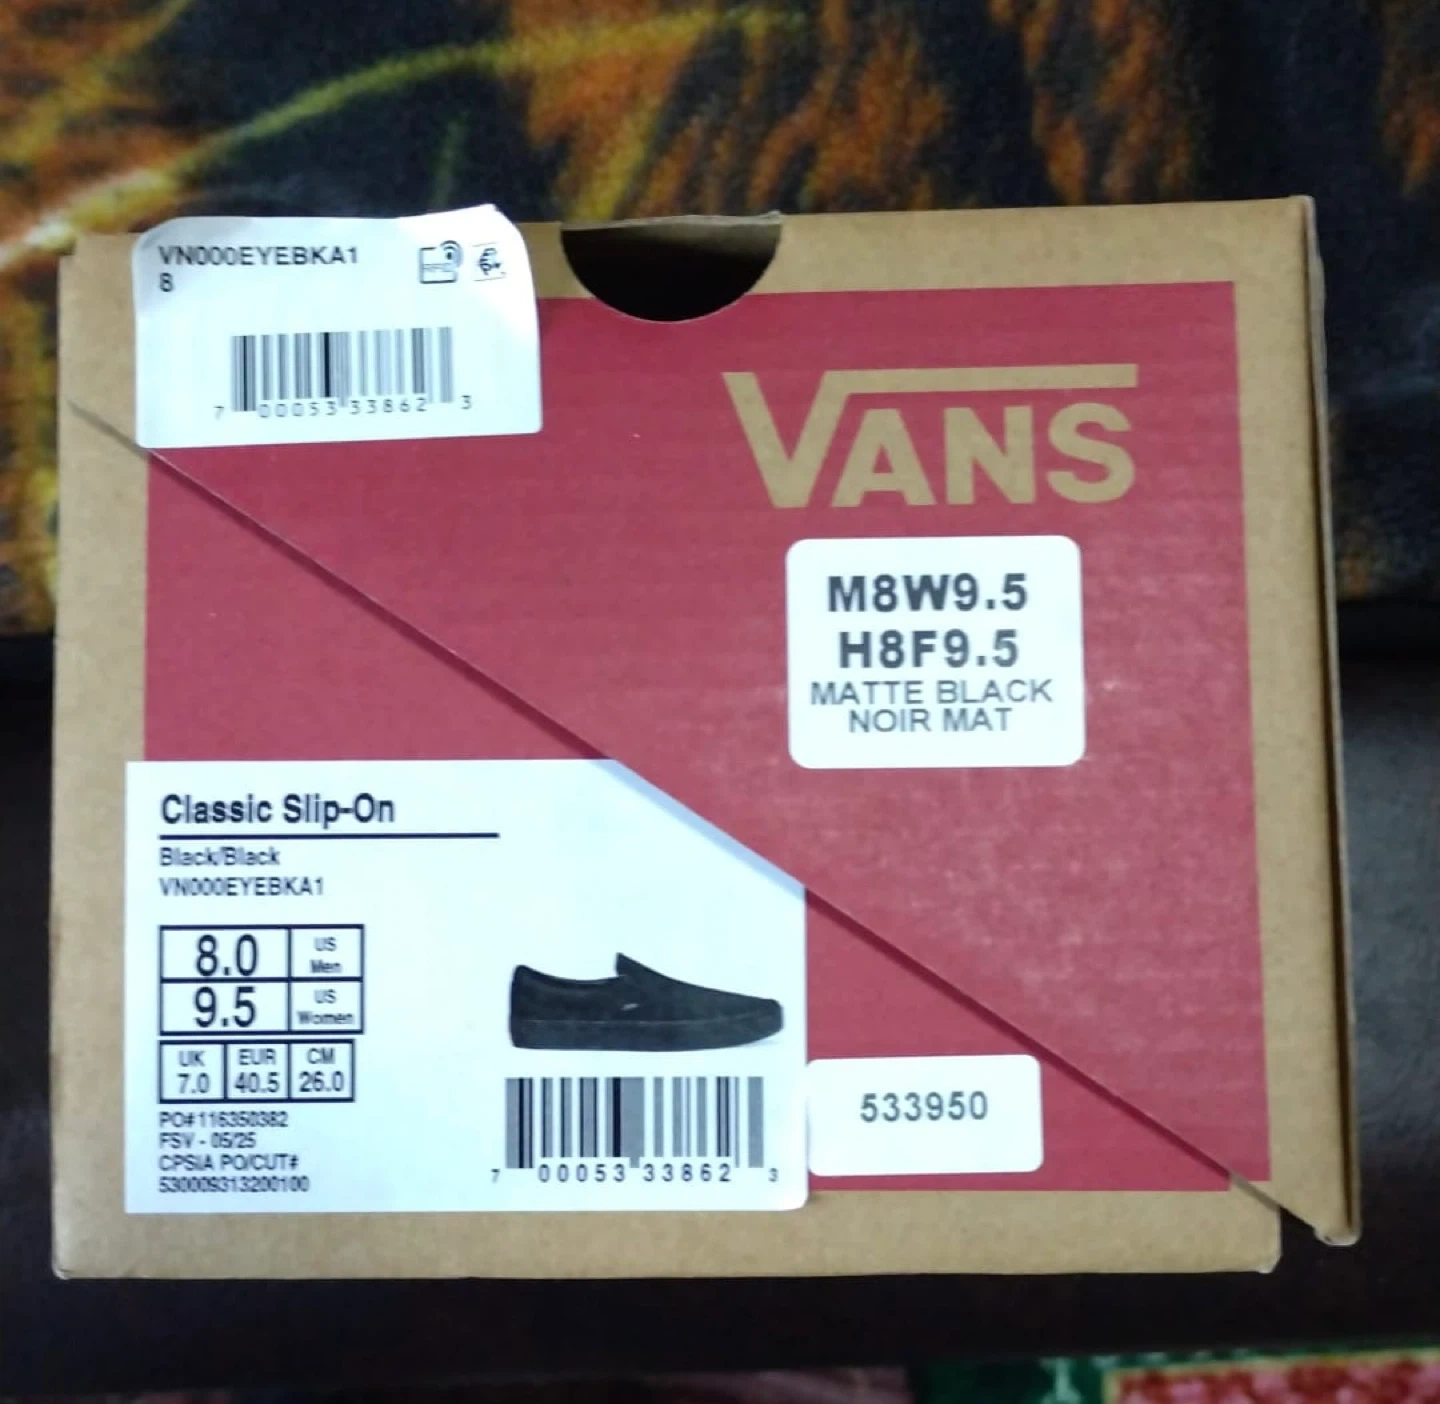 VN000EYEBKA1
8
RFID
7 00053 33862 3
VANS
M8W9.5
H8F9.5
MATTE BLACK
NOIR MAT
Classic Slip-On
Black/Black
VN000EYEBKA1
8.0 US Men
9.5 US Women
UK EUR CM
7.0 40.5 26.0
PO#116350382
FSV - 05/25
CPSIA PO/CUT#
530009313200100
7 00053 33862 3
533950